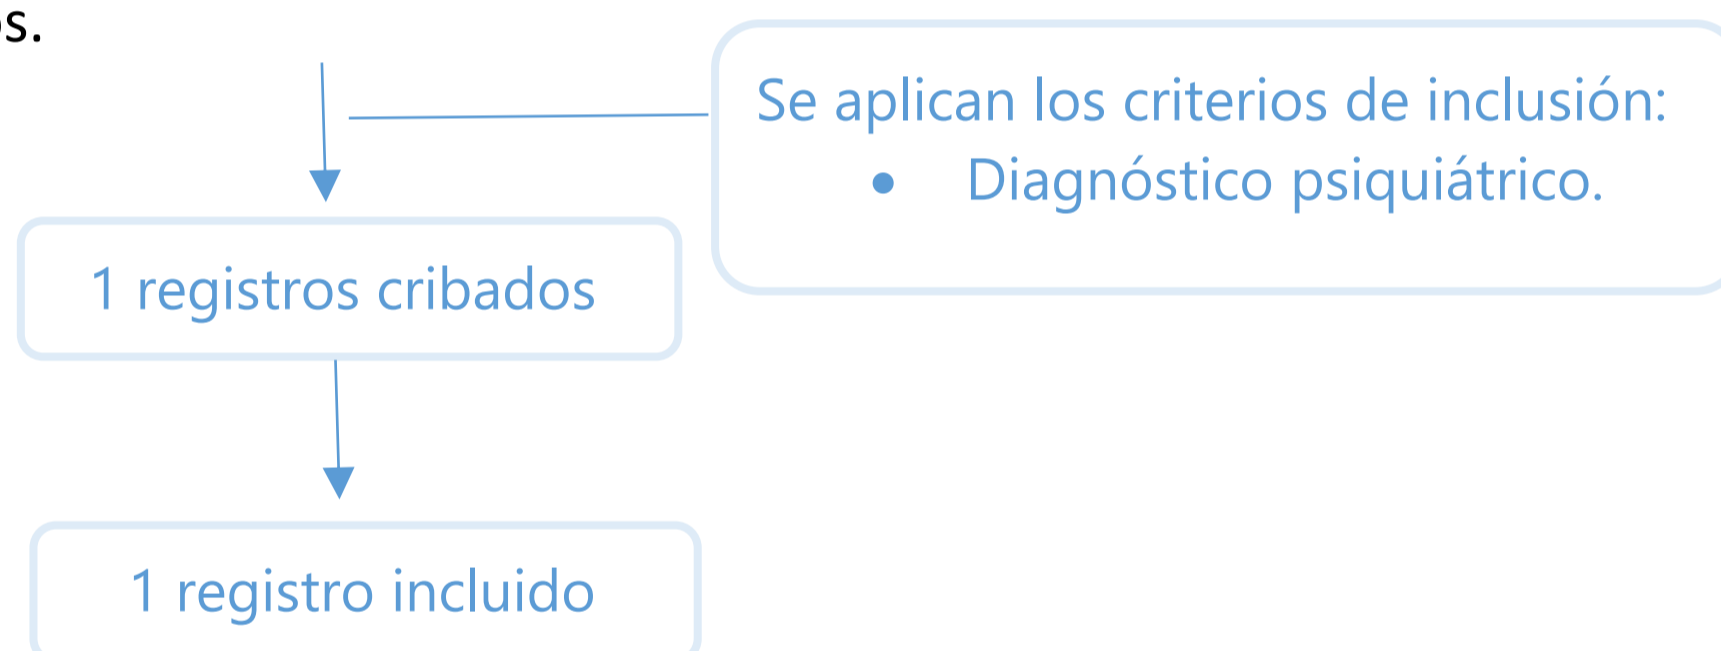 s.
Se aplican los criterios de inclusión:
• Diagnóstico psiquiátrico.
1 registros cribados
1 registro incluido